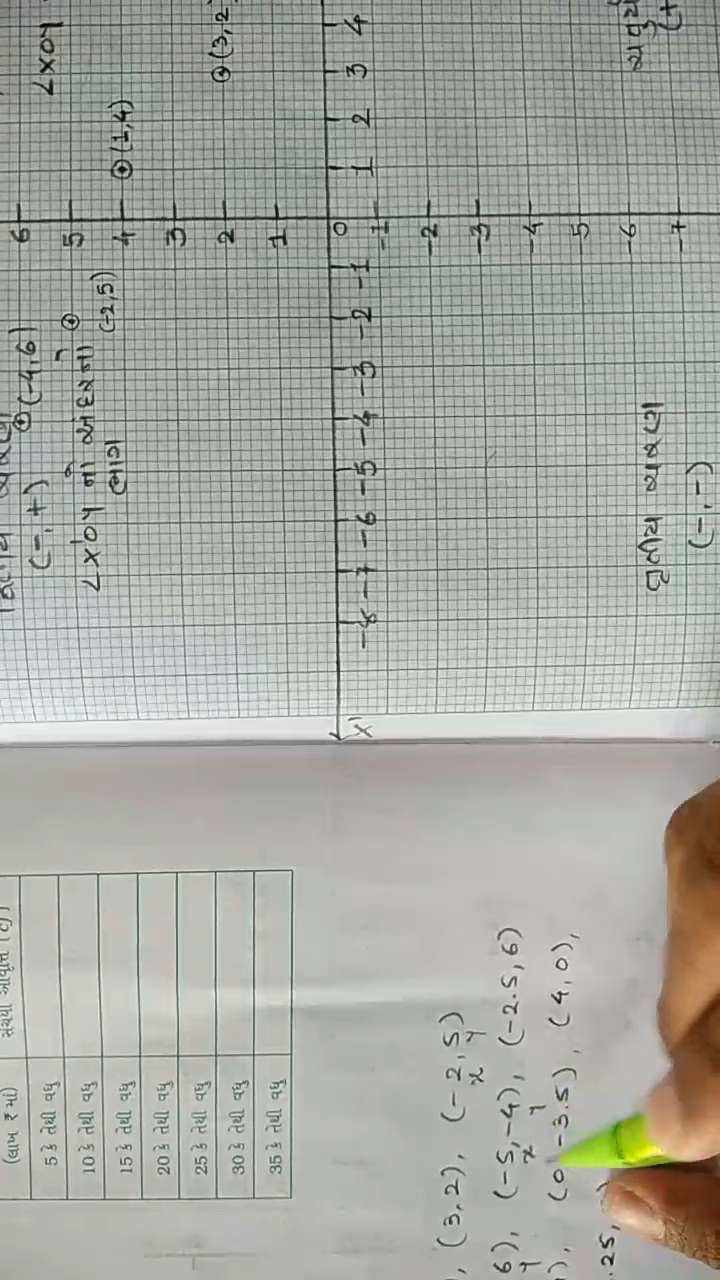 ∠XOY
(3,2
⊙(1,4)
⊙(-4,6)
(-,+)
∠X'OY નો અંદરનો
ભાગ
(-2,5)
6 5 4 3 2 1 0 -1 -2 -3 -4 -5 -6 -7
4 3 2 1
-1 -2 -3 -4 -5 -6 -7 -8
X'
તૃતીય ચરણ
(-,-)
(લાખ ₹ માં)
5 કે તેથી વધુ
10 કે તેથી વધુ
15 કે તેથી વધુ
20 કે તેથી વધુ
25 કે તેથી વધુ
30 કે તેથી વધુ
35 કે તેથી વધુ
, (3,2), (-2,5)
x y
6), (-5,-4), (-2.5,6)
y x y
), (0,-3.5), (4,0),
.25,